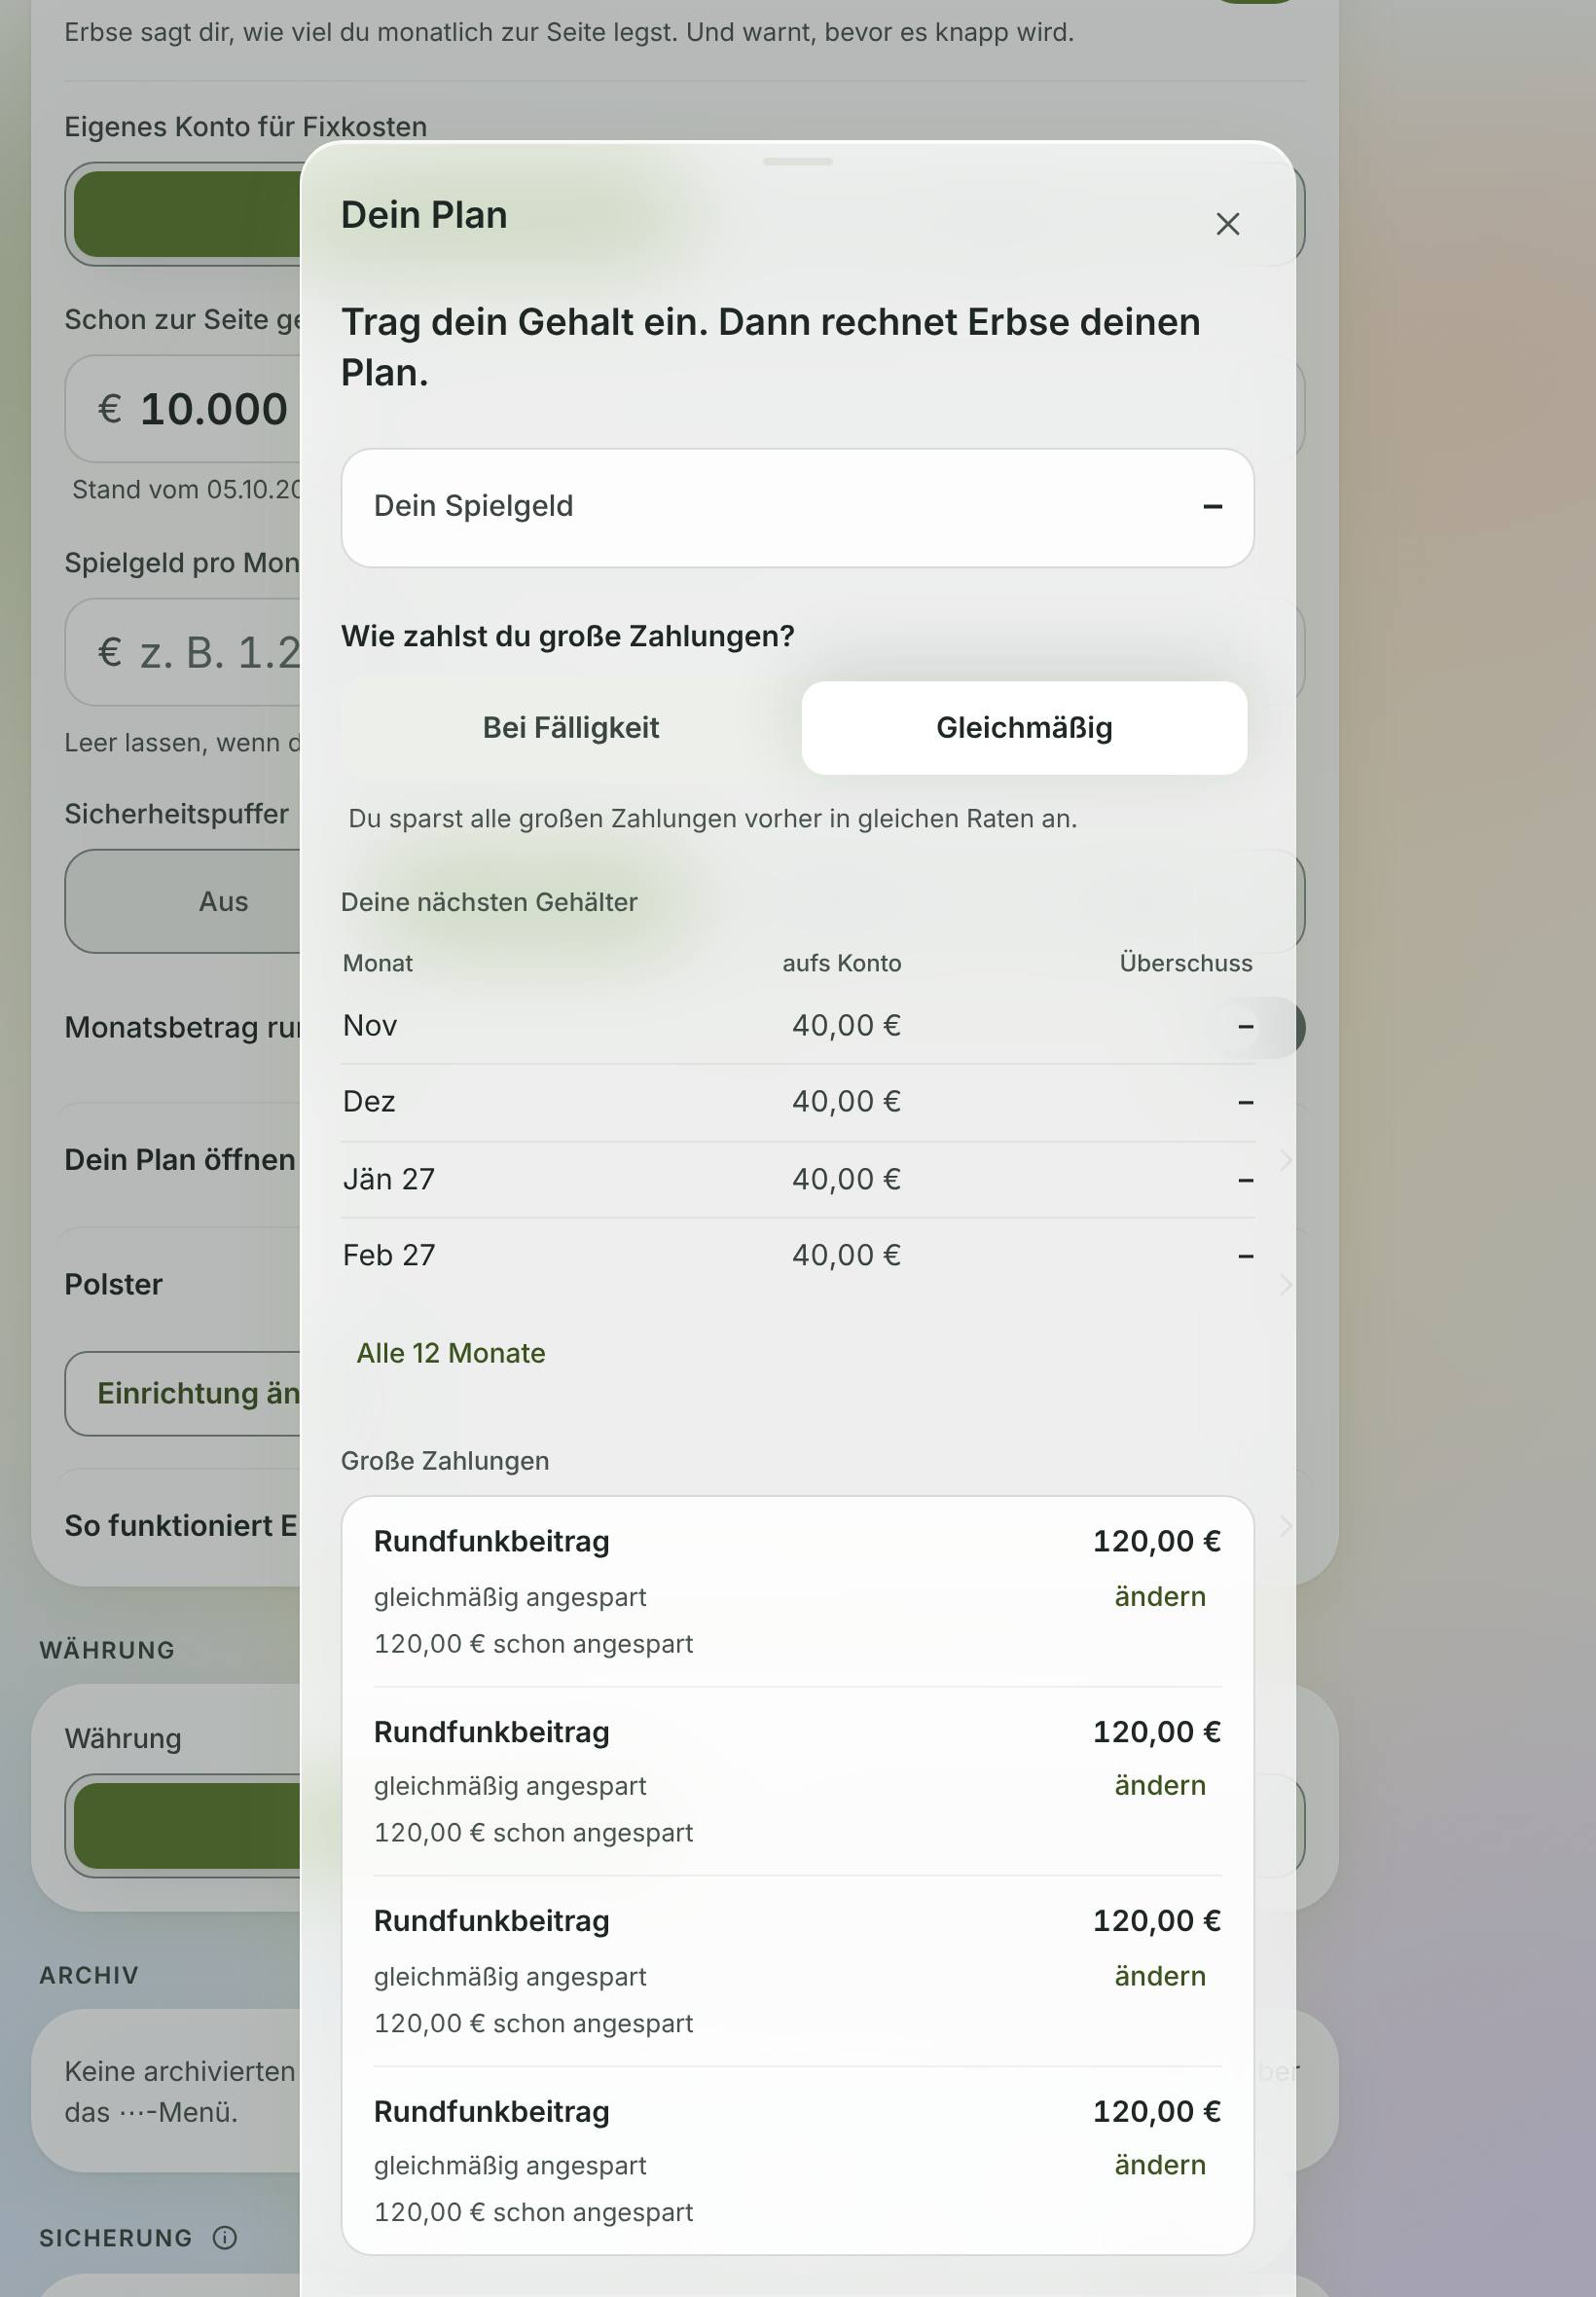 Erbse sagt dir, wie viel du monatlich zur Seite legst. Und warnt, bevor es knapp wird.
Eigenes Konto für Fixkosten
Schon zur Seite
€ 10.000
Stand vom 05.10.20
Spielgeld pro Mon
€ z. B. 1.2
Leer lassen, wenn
Sicherheitspuffer
Aus
Monatsbetrag
Dein Plan öffnen
Polster
Einrichtung
So funktioniert
WÄHRUNG
Währung
ARCHIV
Keine archivierten
das ···-Menü.
SICHERUNG
Dein Plan
Trag dein Gehalt ein. Dann rechnet Erbse deinen
Plan.
Dein Spielgeld –
Wie zahlst du große Zahlungen?
Bei Fälligkeit Gleichmäßig
Du sparst alle großen Zahlungen vorher in gleichen Raten an.
Deine nächsten Gehälter
Monat aufs Konto Überschuss
Nov 40,00 € –
Dez 40,00 € –
Jän 27 40,00 € –
Feb 27 40,00 € –
Alle 12 Monate
Große Zahlungen
Rundfunkbeitrag 120,00 €
gleichmäßig angespart ändern
120,00 € schon angespart
Rundfunkbeitrag 120,00 €
gleichmäßig angespart ändern
120,00 € schon angespart
Rundfunkbeitrag 120,00 €
gleichmäßig angespart ändern
120,00 € schon angespart
Rundfunkbeitrag 120,00 €
gleichmäßig angespart ändern
120,00 € schon angespart